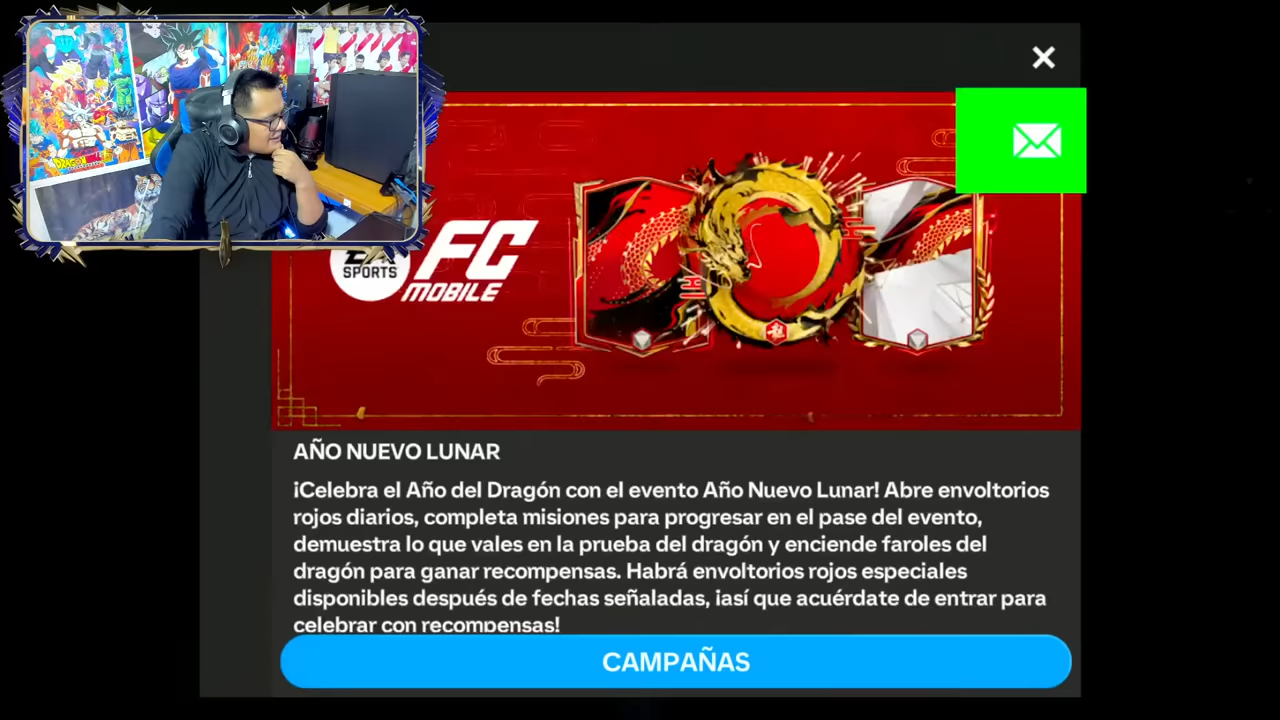 DRAGON
SPORTS
FC
MOBILE
AÑO NUEVO LUNAR
¡Celebra el Año del Dragón con el evento Año Nuevo Lunar! Abre envoltorios
rojos diarios, completa misiones para progresar en el pase del evento,
demuestra lo que vales en la prueba del dragón y enciende faroles del
dragón para ganar recompensas. Habrá envoltorios rojos especiales
disponibles después de fechas señaladas, ¡así que acuérdate de entrar para
celebrar con recompensas!
CAMPAÑAS